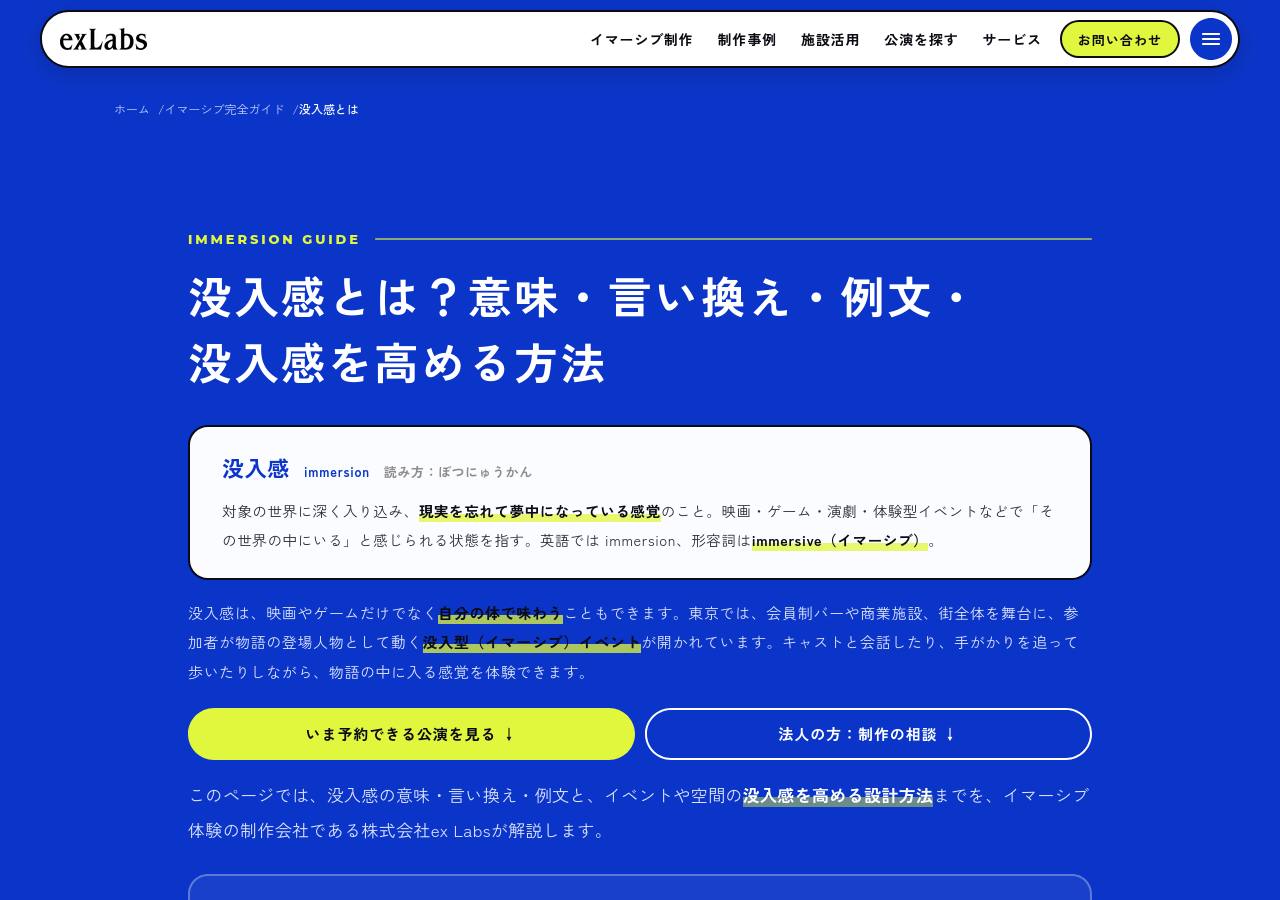 exLabs
イマーシブ制作 制作事例 施設活用 公演を探す サービス お問い合わせ
ホーム /イマーシブ完全ガイド /没入感とは
IMMERSION GUIDE
没入感とは？意味・言い換え・例文・
没入感を高める方法
没入感 immersion 読み方：ぼつにゅうかん
対象の世界に深く入り込み、現実を忘れて夢中になっている感覚のこと。映画・ゲーム・演劇・体験型イベントなどで「そ
の世界の中にいる」と感じられる状態を指す。英語では immersion、形容詞はimmersive（イマーシブ）。
没入感は、映画やゲームだけでなく自分の体で味わうこともできます。東京では、会員制バーや商業施設、街全体を舞台に、参
加者が物語の登場人物として動く没入型（イマーシブ）イベントが開かれています。キャストと会話したり、手がかりを追って
歩いたりしながら、物語の中に入る感覚を体験できます。
いま予約できる公演を見る ↓
法人の方：制作の相談 ↓
このページでは、没入感の意味・言い換え・例文と、イベントや空間の没入感を高める設計方法までを、イマーシブ
体験の制作会社である株式会社ex Labsが解説します。